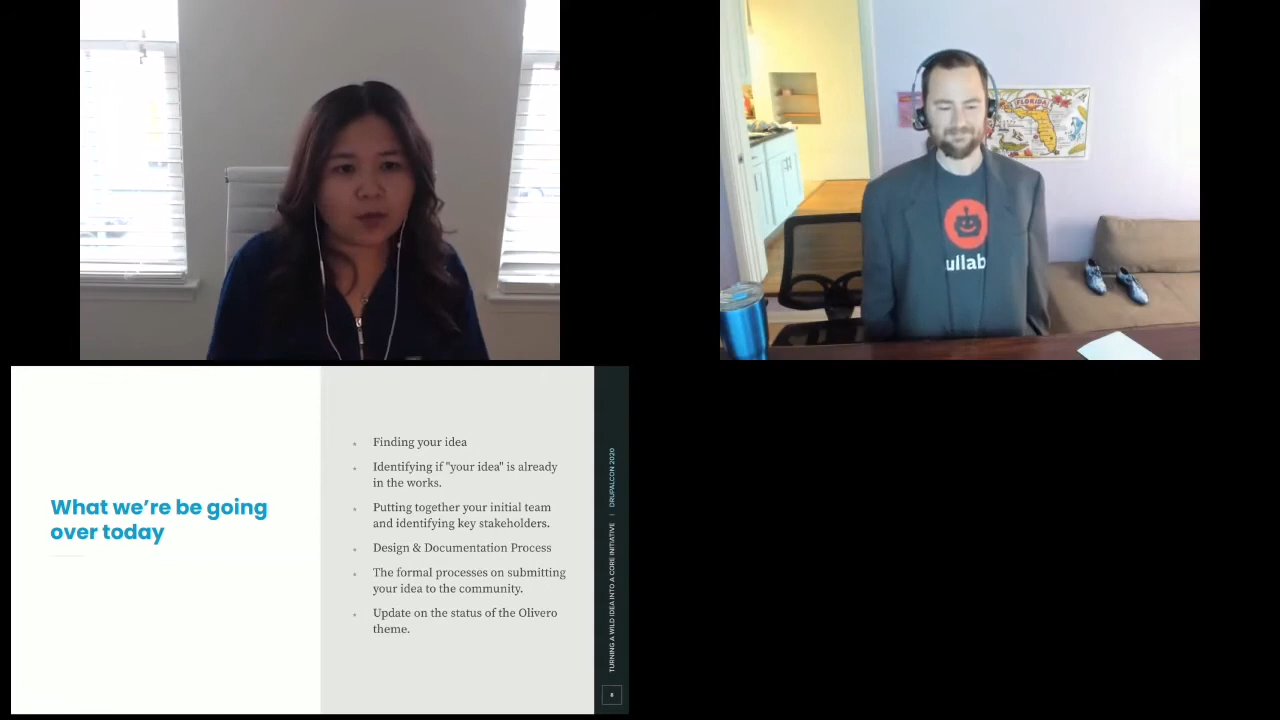 FLORIDA
ullab
What we're be going
over today
Finding your idea
Identifying if "your idea" is already
in the works.
Putting together your initial team
and identifying key stakeholders.
Design & Documentation Process
The formal processes on submitting
your idea to the community.
Update on the status of the Olivero
theme.
TURNING A WILD IDEA INTO A CORE INITIATIVE | DRUPALCON 2020
8